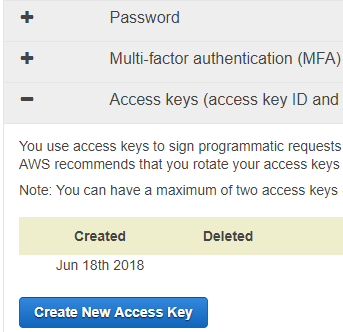 Password
Multi-factor authentication (MFA)
Access keys (access key ID and
You use access keys to sign programmatic requests
AWS recommends that you rotate your access keys
Note: You can have a maximum of two access keys
Created Deleted
Jun 18th 2018
Create New Access Key